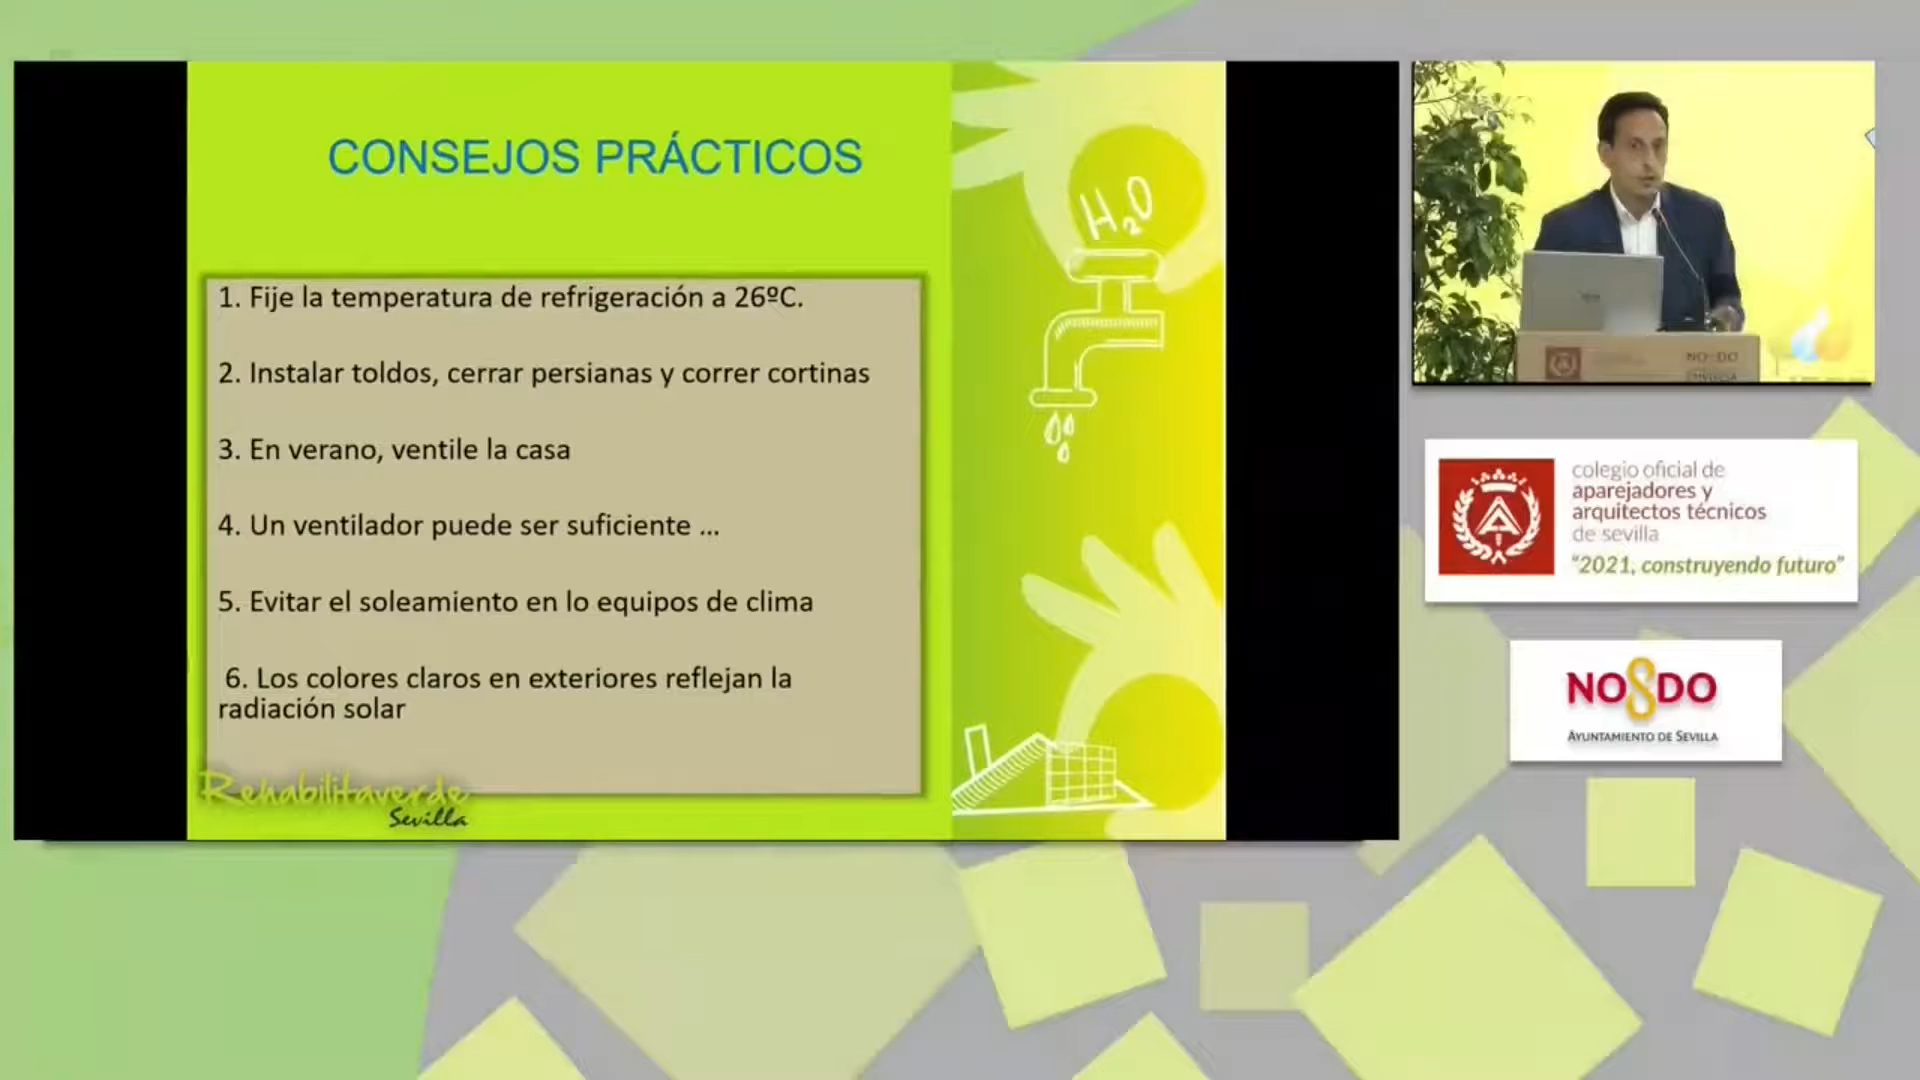 CONSEJOS PRÁCTICOS
1. Fije la temperatura de refrigeración a 26ºC.
2. Instalar toldos, cerrar persianas y correr cortinas
3. En verano, ventile la casa
4. Un ventilador puede ser suficiente ...
5. Evitar el soleamiento en lo equipos de clima
6. Los colores claros en exteriores reflejan la
radiación solar
Rehabilitaverde
Sevilla
H₂O
NO8DO
colegio oficial de
aparejadores y
arquitectos técnicos
de sevilla
"2021, construyendo futuro"
NO8DO
AYUNTAMIENTO DE SEVILLA